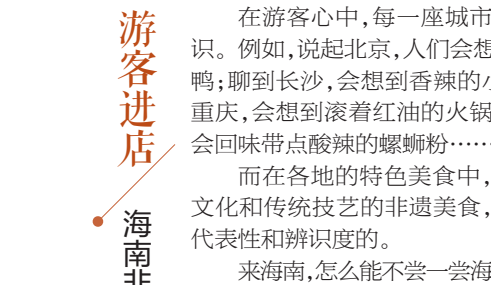 游客进店
海南非
在游客心中,每一座城市
识。例如,说起北京,人们会想
鸭;聊到长沙,会想到香辣的小
重庆,会想到滚着红油的火锅
会回味带点酸辣的螺蛳粉……
而在各地的特色美食中,
文化和传统技艺的非遗美食,
代表性和辨识度的。
来海南,怎么能不尝一尝海